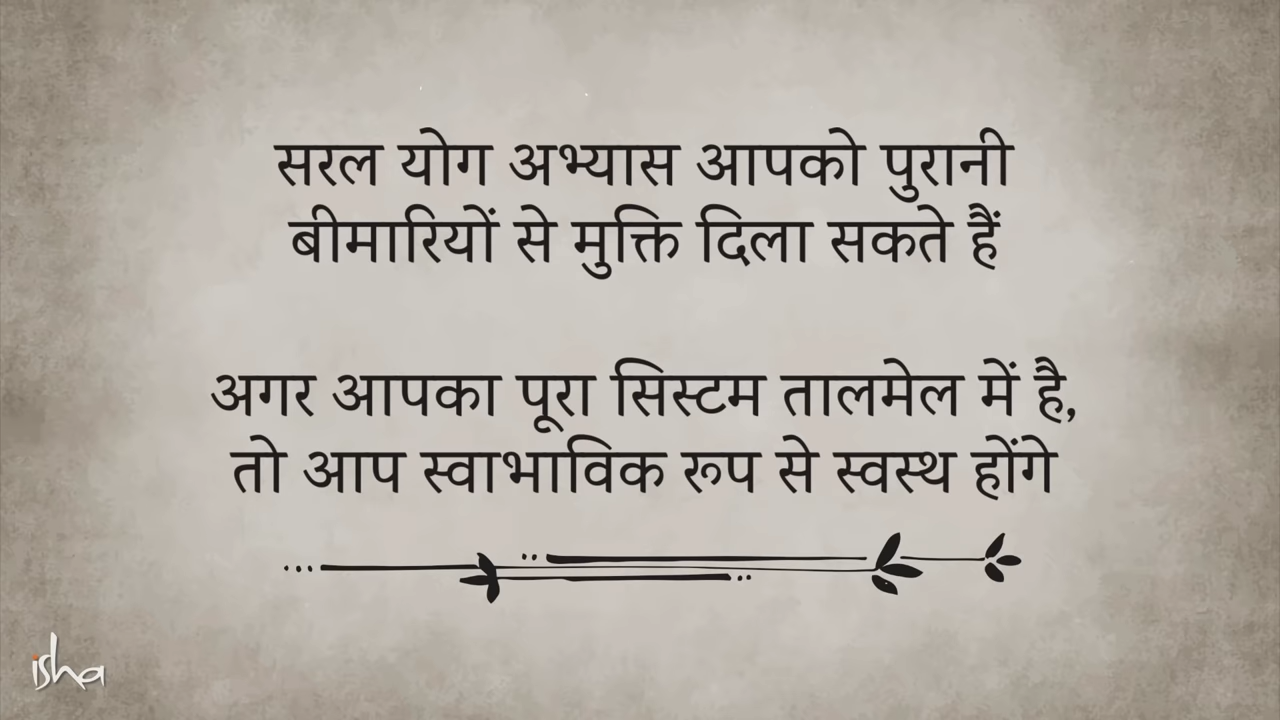 सरल योग अभ्यास आपको पुरानी
बीमारियों से मुक्ति दिला सकते हैं
अगर आपका पूरा सिस्टम तालमेल में है,
तो आप स्वाभाविक रूप से स्वस्थ होंगे
isha